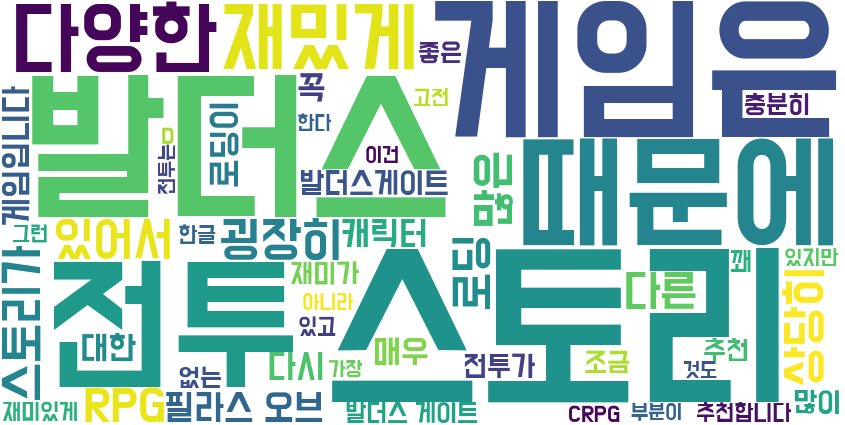 다양한 재밌게 좋은 게임은
꼭 고전 충분히
발더스
게임입니다 전투는 ㅁ 로딩이 한다 이건 때문에
발더스게이트 많은
그런 있어서 한글 굉장히 캐릭터 로딩 꽤 있지만
스토리가 전투 스토리
대한 재미가 다른 상당히
아니라
있고
없는 다시 가장 매우 전투가 조금 추천 것도
재미있게 RPG 필라스 오브 발더스 게이트 CRPG 부분이 추천합니다 많이